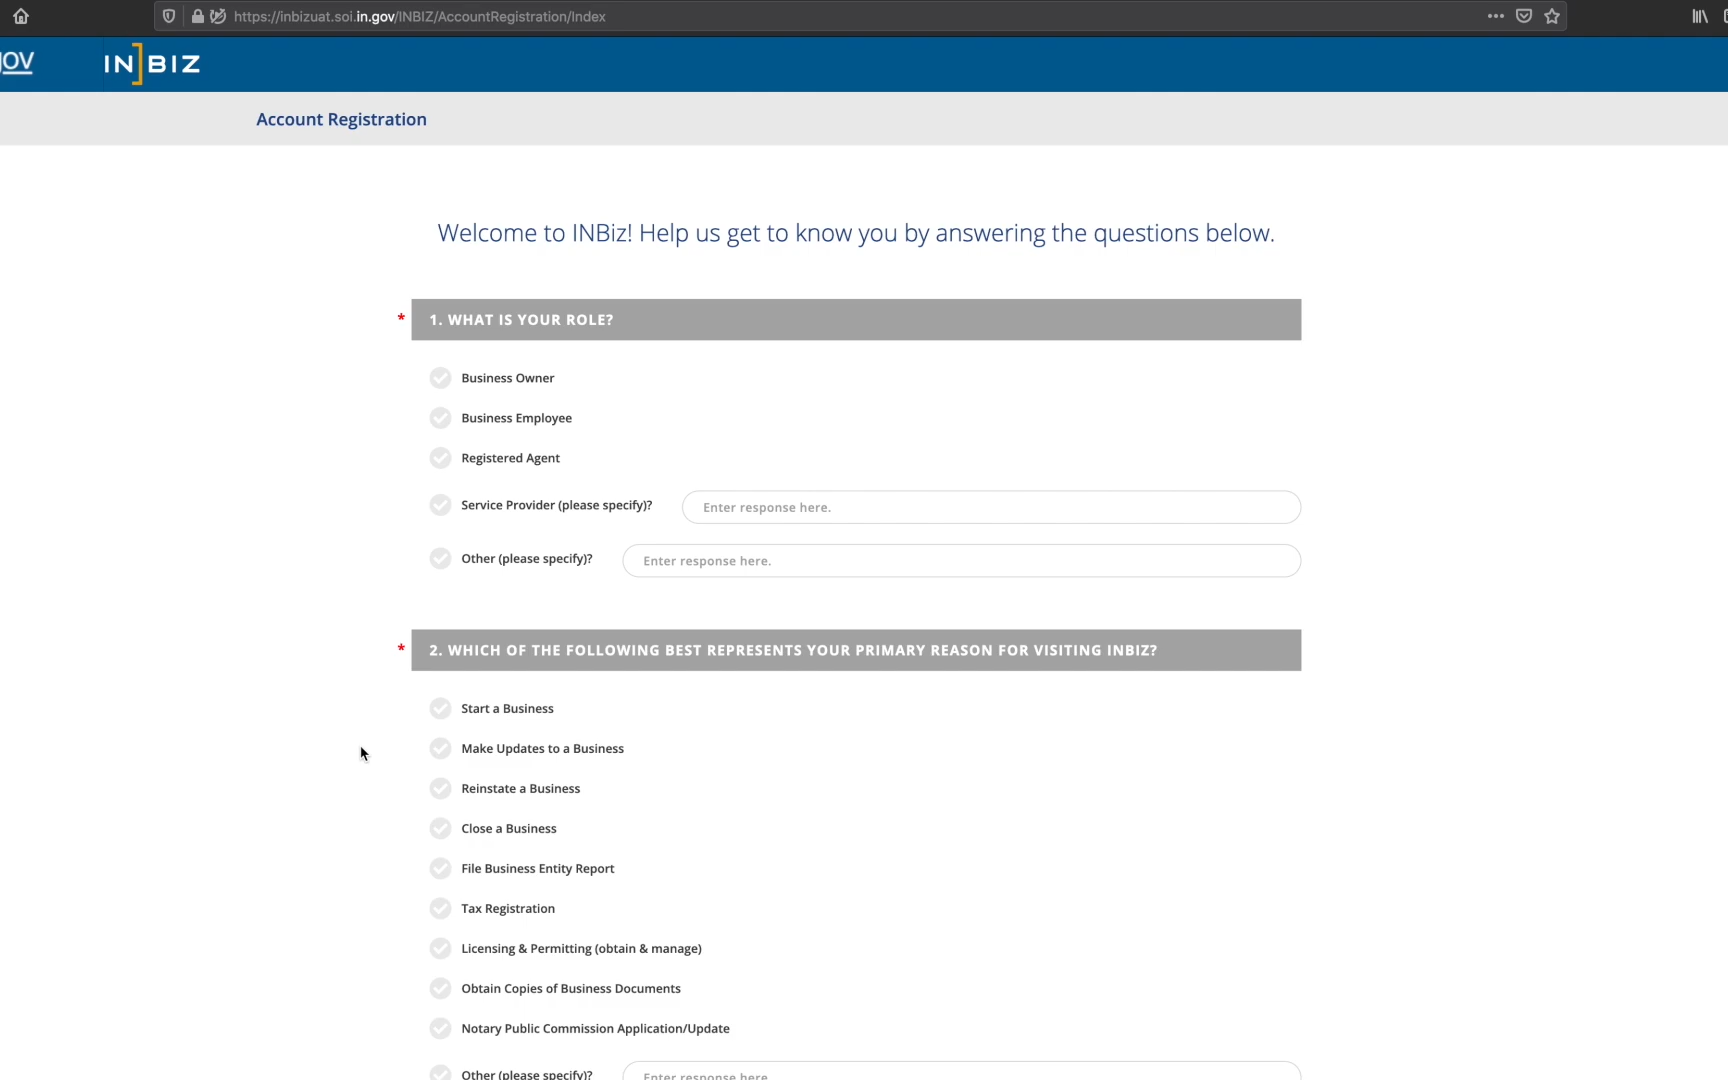 https://inbizuat.soi.in.gov/INBIZ/AccountRegistration/Index
IN BIZ
Account Registration
Welcome to INBiz! Help us get to know you by answering the questions below.
* 1. WHAT IS YOUR ROLE?
Business Owner
Business Employee
Registered Agent
Service Provider (please specify)? Enter response here.
Other (please specify)? Enter response here.
* 2. WHICH OF THE FOLLOWING BEST REPRESENTS YOUR PRIMARY REASON FOR VISITING INBIZ?
Start a Business
Make Updates to a Business
Reinstate a Business
Close a Business
File Business Entity Report
Tax Registration
Licensing & Permitting (obtain & manage)
Obtain Copies of Business Documents
Notary Public Commission Application/Update
Other (please specify)? Enter response here.